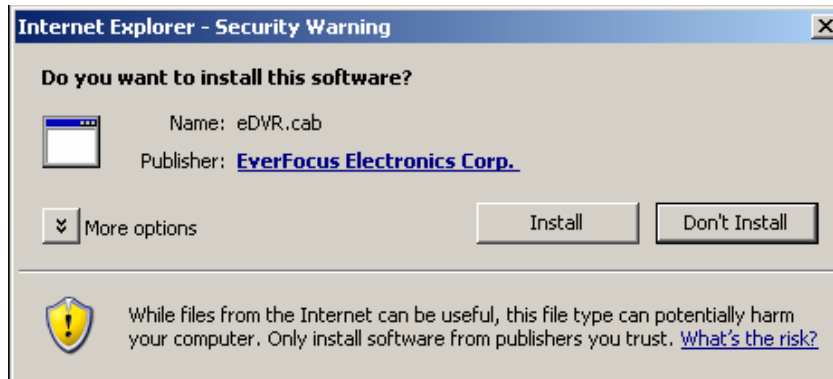 Internet Explorer - Security Warning
Do you want to install this software?
Name: eDVR.cab
Publisher: EverFocus Electronics Corp.
More options
Install
Don't Install
While files from the Internet can be useful, this file type can potentially harm
your computer. Only install software from publishers you trust. What's the risk?